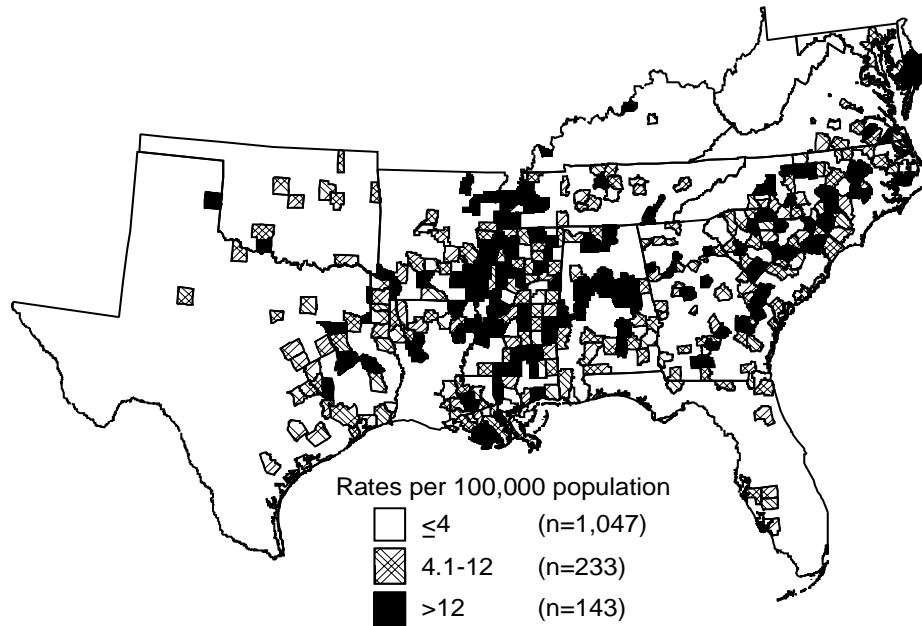 Rates per 100,000 population
≤4 (n=1,047)
4.1-12 (n=233)
>12 (n=143)